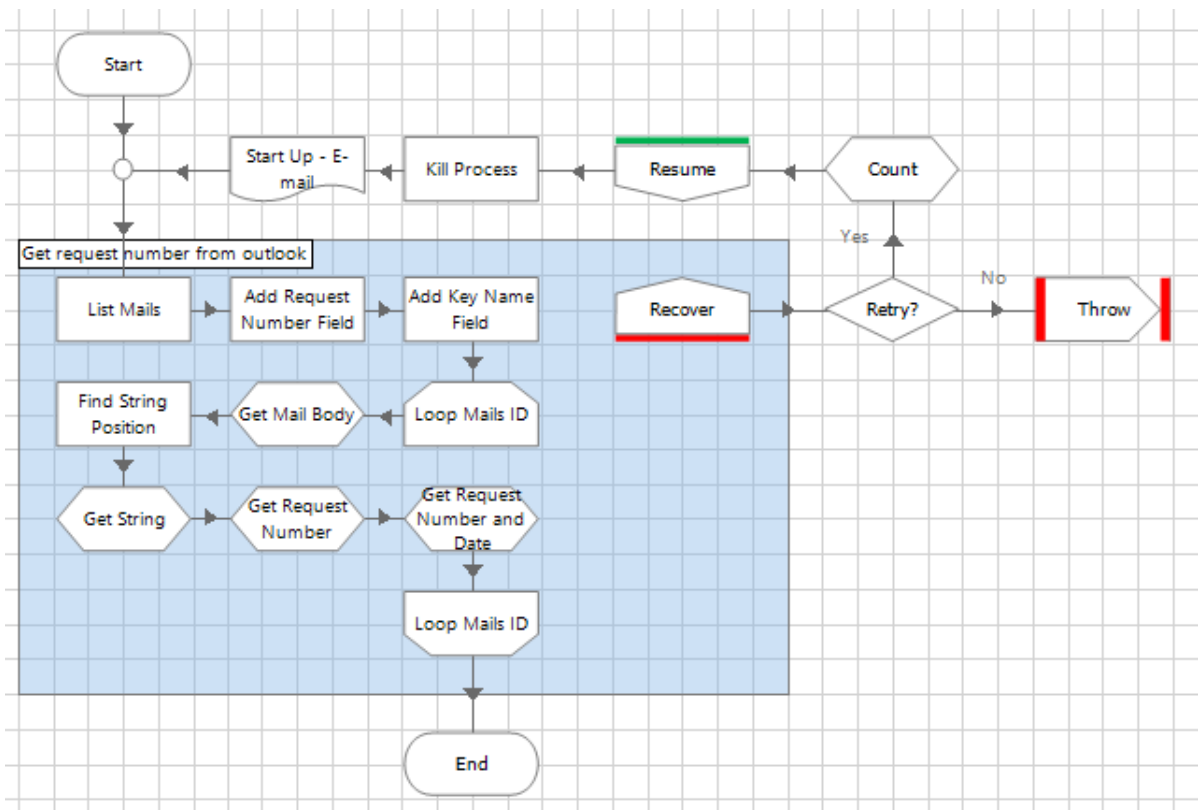 Start
Start Up - E-
mail
Kill Process
Resume
Count
Yes
Get request number from outlook
List Mails
Add Request
Number Field
Add Key Name
Field
Recover
Retry?
No
Throw
Find String
Position
Get Mail Body
Loop Mails ID
Get String
Get Request
Number
Get Request
Number and
Date
Loop Mails ID
End